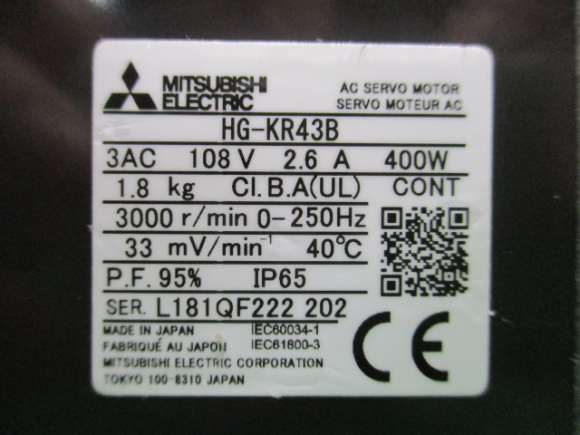 MITSUBISHI ELECTRIC
AC SERVO MOTOR
SERVO MOTEUR AC
HG-KR43B
3AC 108 V 2.6 A 400W
1.8 kg CI.B.A(UL) CONT
3000 r/min 0-250Hz
33 mV/min⁻¹ 40℃
P.F. 95% IP65
SER. L181QF222 202
MADE IN JAPAN IEC60034-1
FABRIQUÉ AU JAPON IEC61800-3
MITSUBISHI ELECTRIC CORPORATION
TOKYO 100-8310 JAPAN
CE